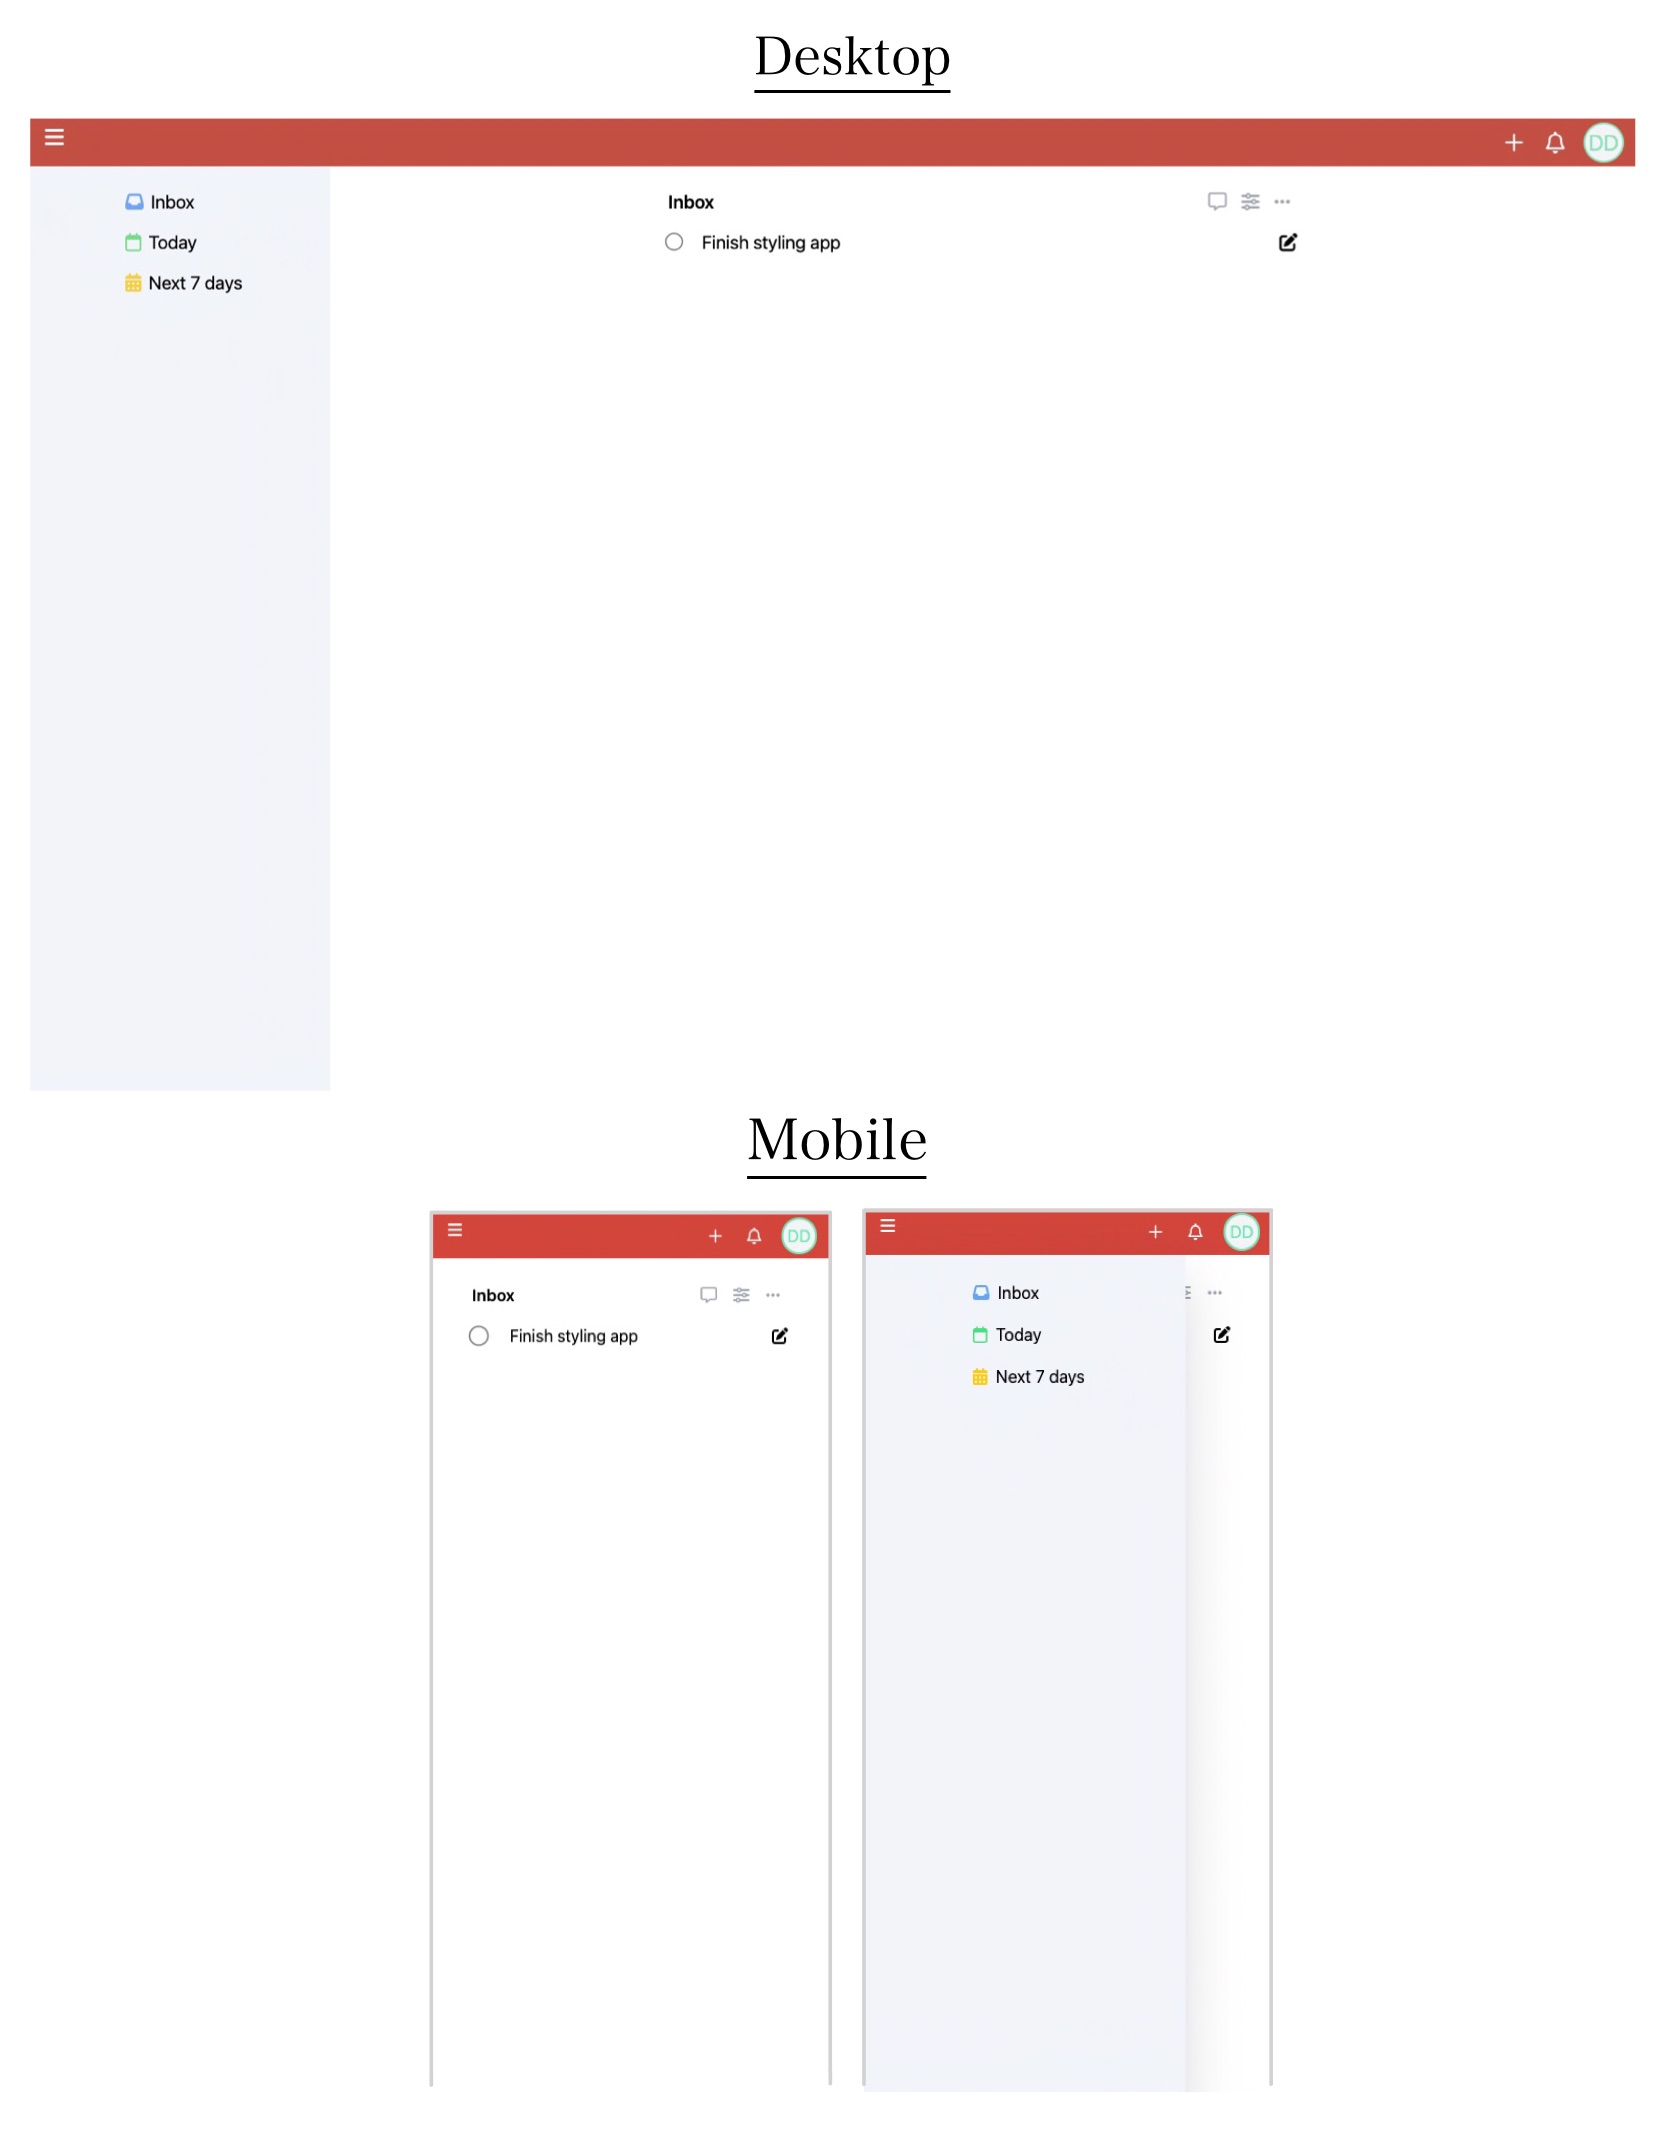 Desktop
DD
Inbox
Today
Next 7 days
Inbox
Finish styling app
Mobile
DD
Inbox
Finish styling app
DD
Inbox
Today
Next 7 days